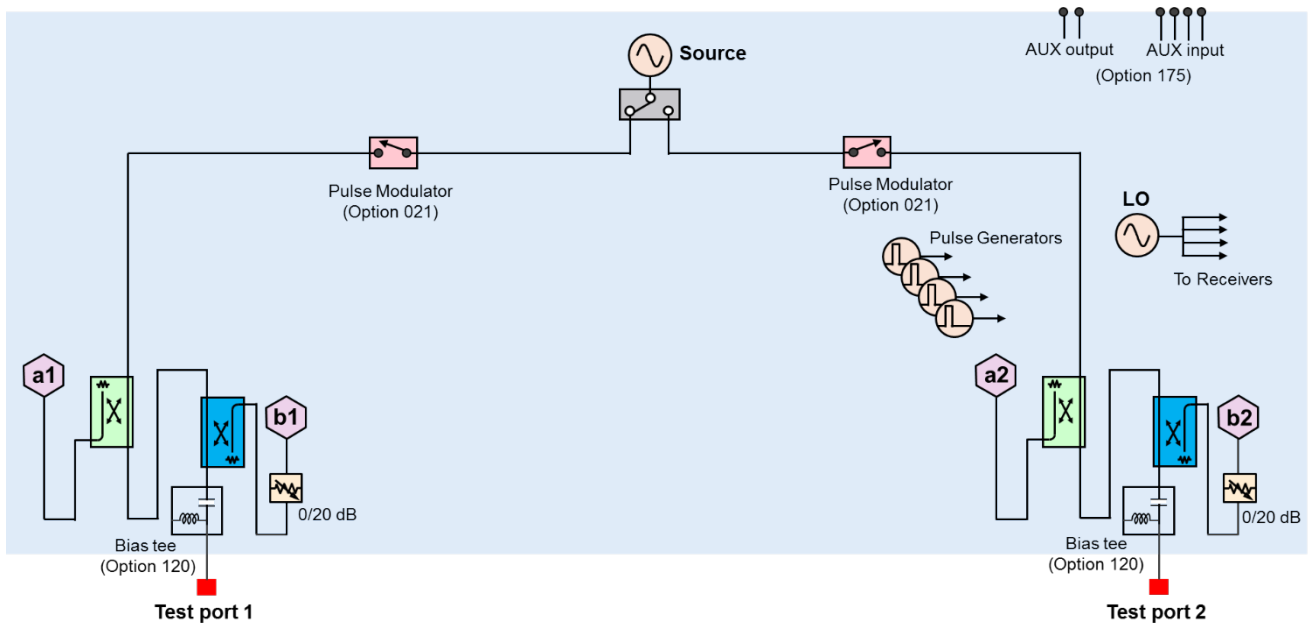 Source
AUX output
AUX input
(Option 175)
Pulse Modulator
(Option 021)
Pulse Modulator
(Option 021)
LO
Pulse Generators
To Receivers
a1
b1
0/20 dB
Bias tee
(Option 120)
Test port 1
a2
b2
0/20 dB
Bias tee
(Option 120)
Test port 2